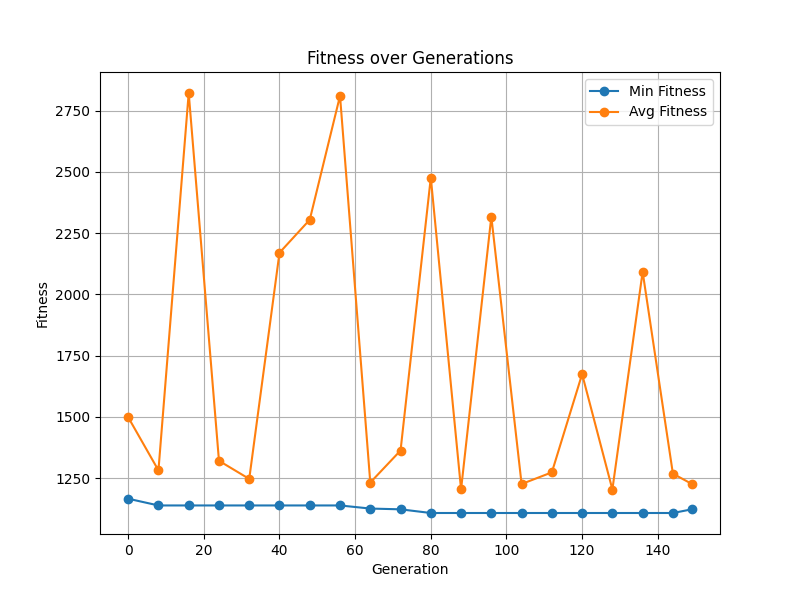 Fitness over Generations
Min Fitness
Avg Fitness
2750
2500
2250
2000
1750
1500
1250
Fitness
0 20 40 60 80 100 120 140
Generation